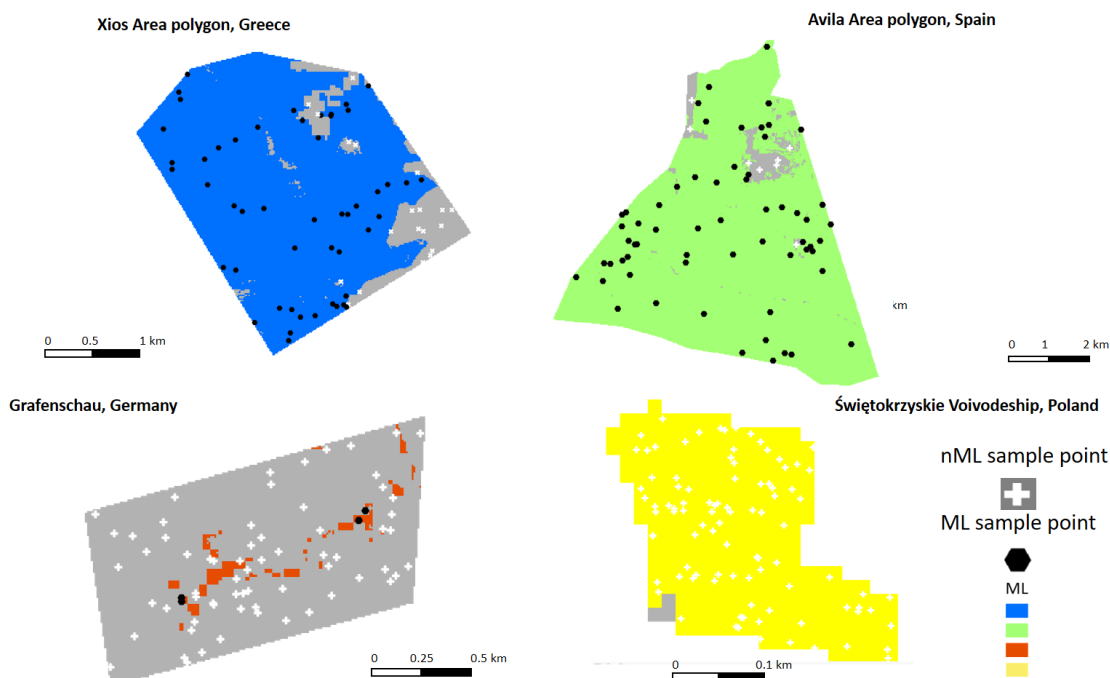 Xios Area polygon, Greece
Avila Area polygon, Spain
0 0.5 1 km
km
0 1 2 km
Grafenschau, Germany
Świętokrzyskie Voivodeship, Poland
nML sample point
ML sample point
ML
0 0.25 0.5 km
0 0.1 km